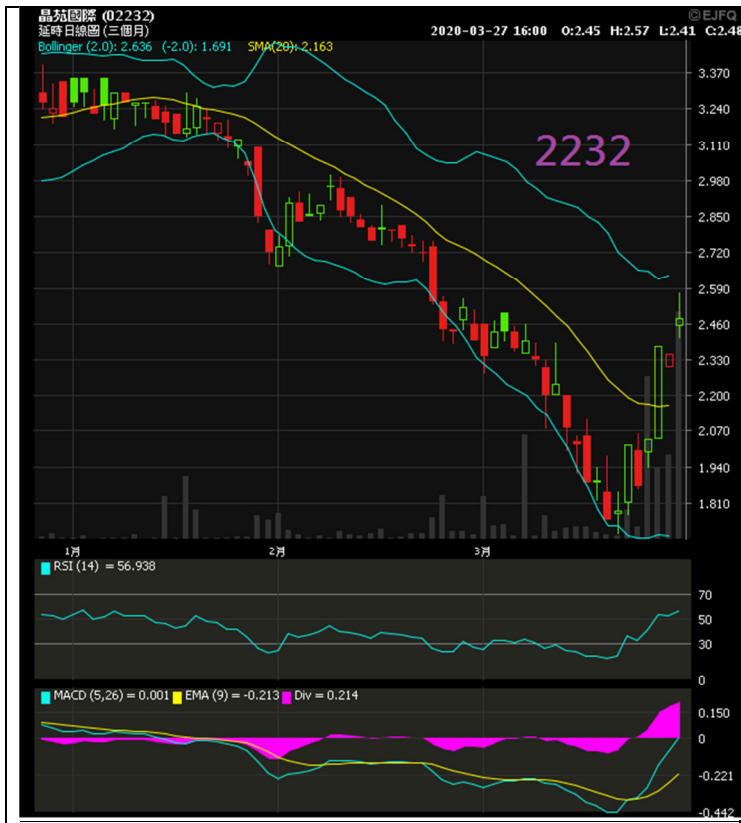 晶苑國際 (02232)
©EJFQ
延時日線圖 (三個月)
2020-03-27 16:00 O:2.45 H:2.57 L:2.41 C:2.48
Bollinger (2.0): 2.636 (-2.0): 1.691 SMA(20): 2.163
3.370
3.240
3.110
2232
2.980
2.850
2.720
2.590
2.460
2.330
2.200
2.070
1.940
1.810
1月 2月 3月
RSI (14) = 56.938
70
50
30
0
MACD (5,26) = 0.001 EMA (9) = -0.213 Div = 0.214
0.150
0
-0.221
-0.442